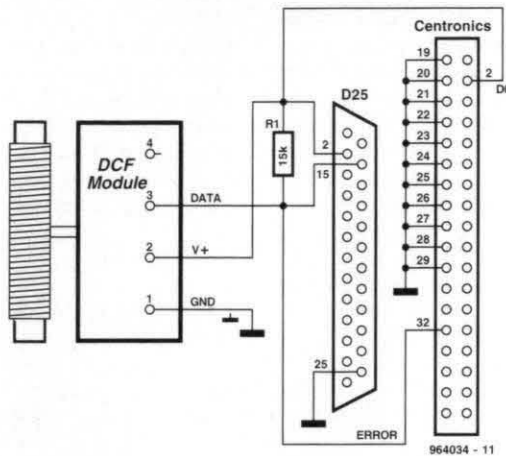 Centronics
D25
19
20
21
22
23
24
25
26
27
28
29
32
2
D
R1
15k
2
15
25
4
DCF
Module
3
DATA
2
V+
1
GND
ERROR
964034 - 11